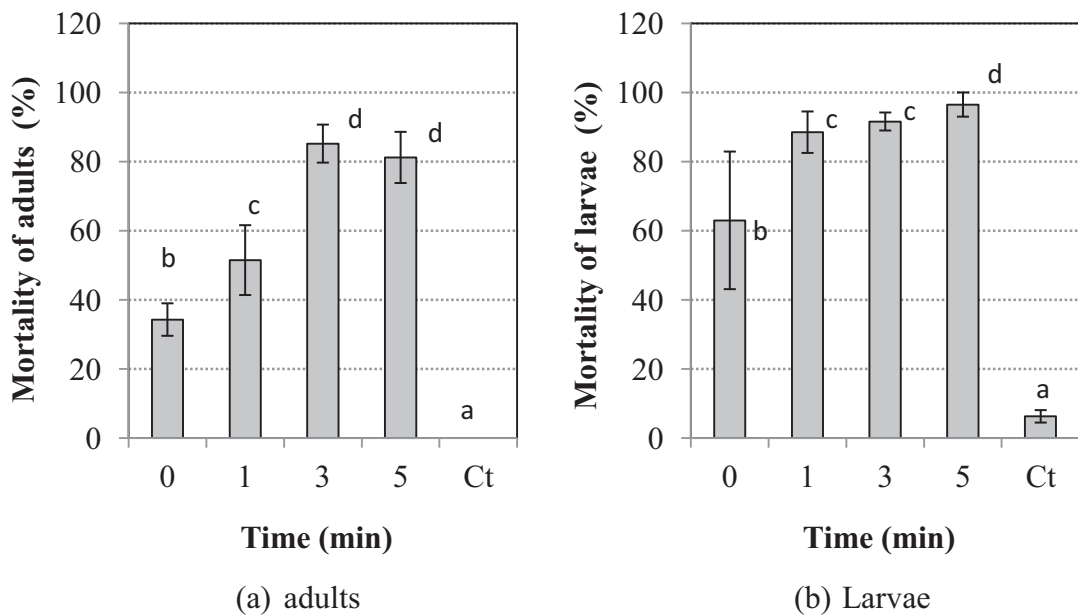 Mortality of adults (%)
120
100
80
60
40
20
0
b
c
d
d
a
0 1 3 5 Ct
Time (min)
(a) adults
Mortality of larvae (%)
120
100
80
60
40
20
0
b
c
c
d
a
0 1 3 5 Ct
Time (min)
(b) Larvae